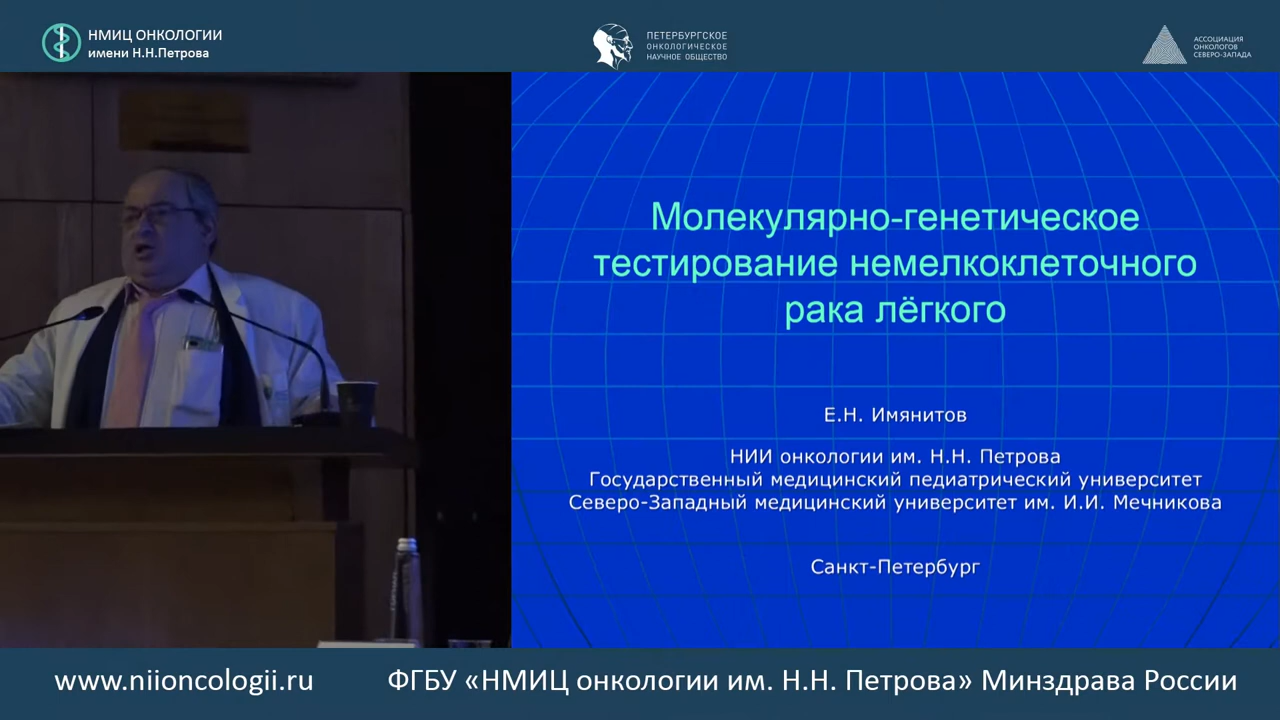 НМИЦ ОНКОЛОГИИ
имени Н.Н.Петрова
ПЕТЕРБУРГСКОЕ
ОНКОЛОГИЧЕСКОЕ
НАУЧНОЕ ОБЩЕСТВО
АССОЦИАЦИЯ
ОНКОЛОГОВ
СЕВЕРО-ЗАПАДА
Молекулярно-генетическое
тестирование немелкоклеточного
рака лёгкого
Е.Н. Имянитов
НИИ онкологии им. Н.Н. Петрова
Государственный медицинский педиатрический университет
Северо-Западный медицинский университет им. И.И. Мечникова
Санкт-Петербург
www.niioncologii.ru
ФГБУ «НМИЦ онкологии им. Н.Н. Петрова» Минздрава России